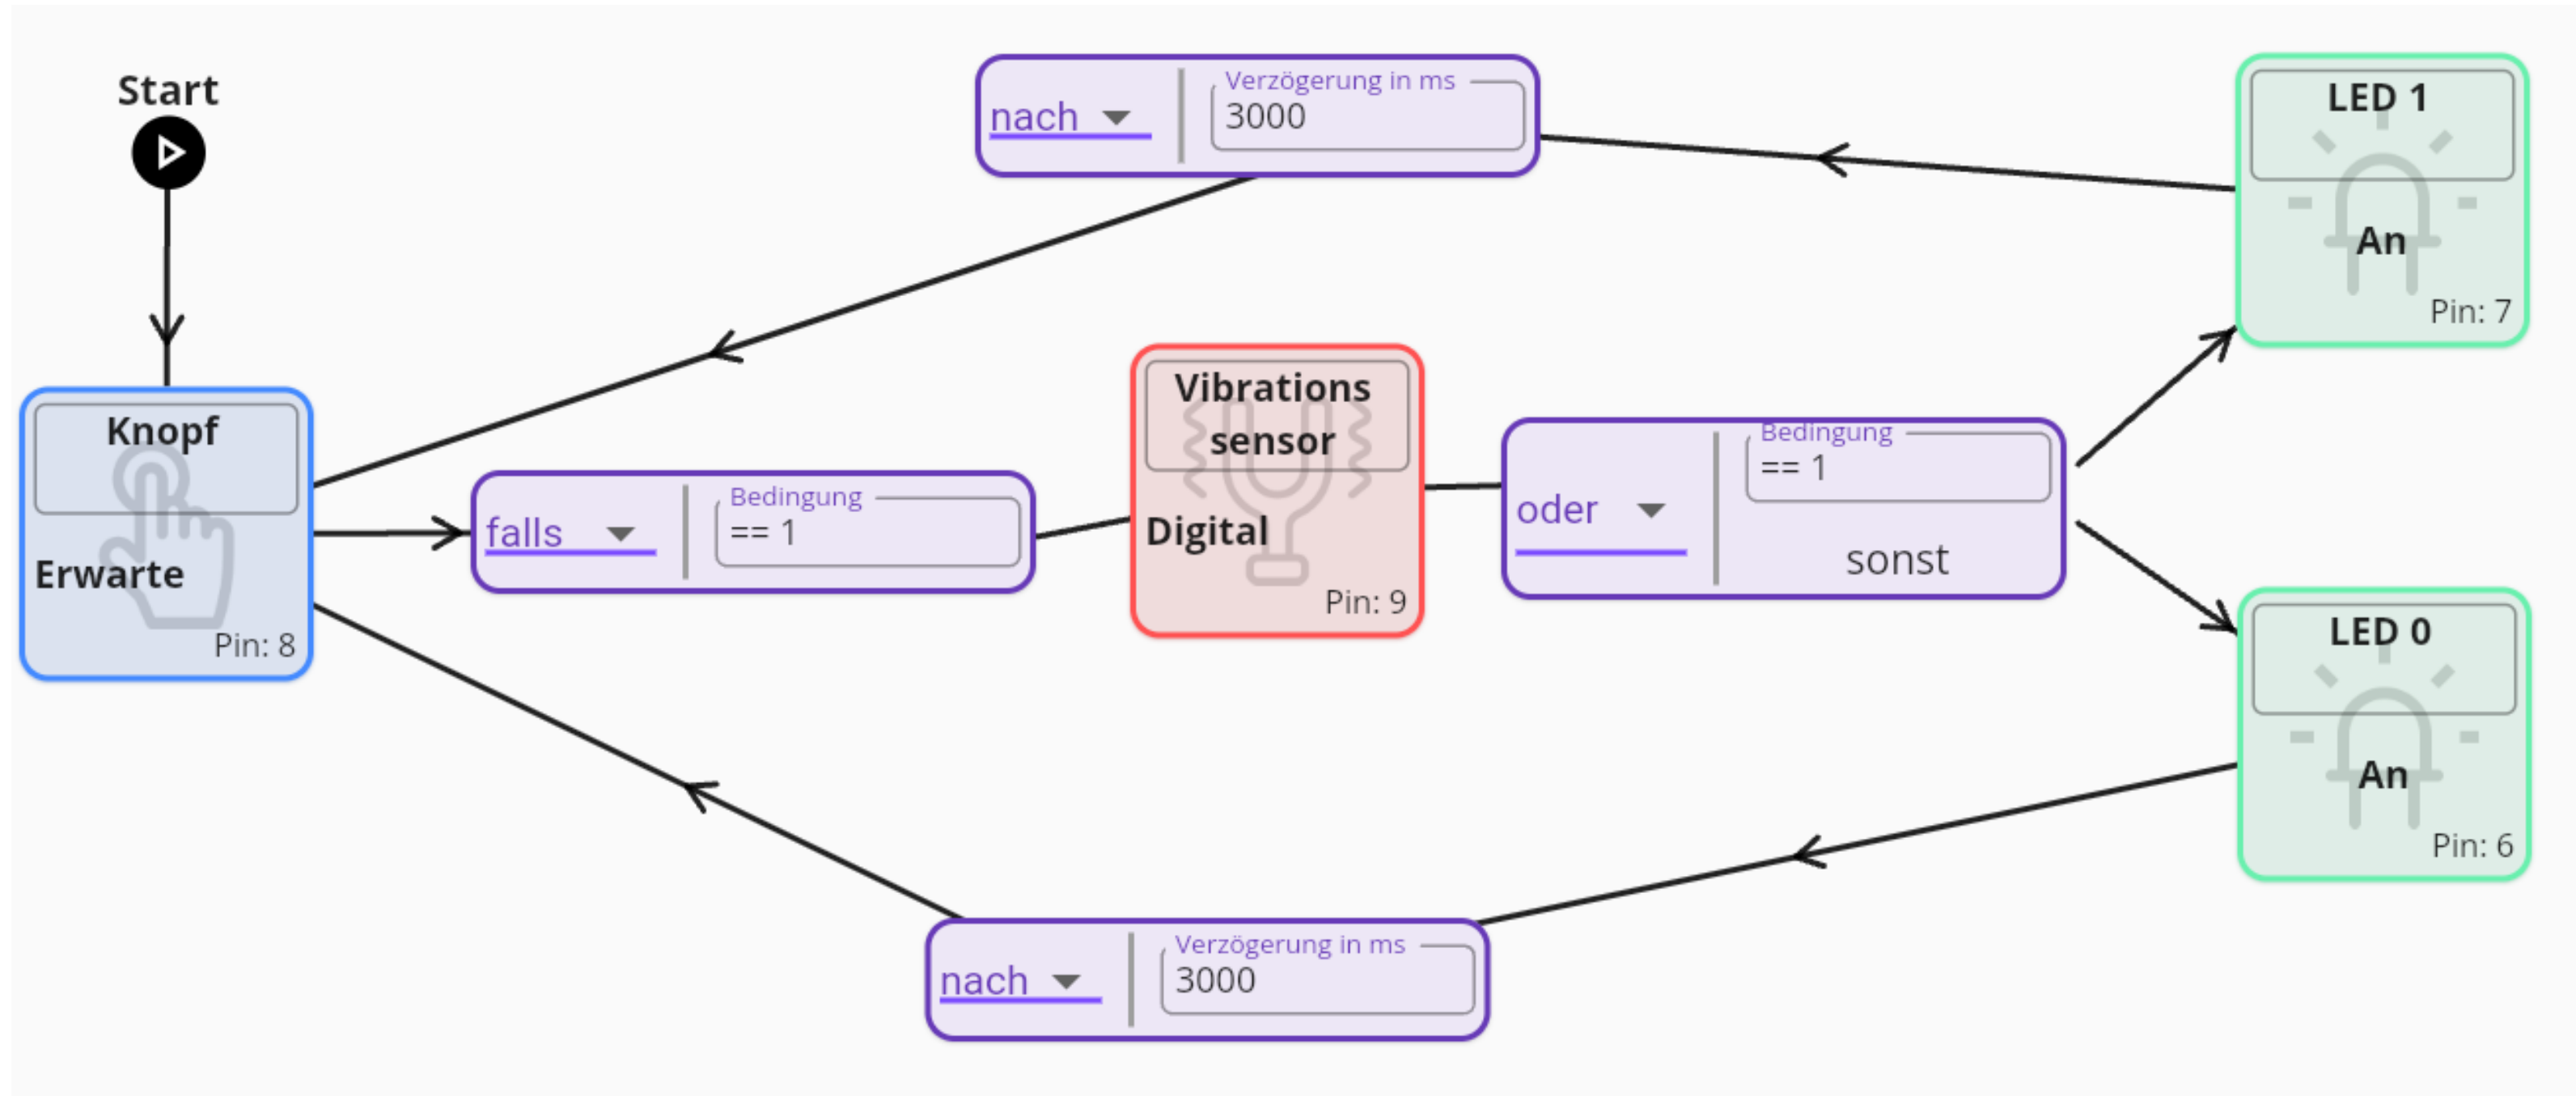 Start
nach
Verzögerung in ms
3000
LED 1
An
Pin: 7
Knopf
Erwarte
Pin: 8
falls
Bedingung
== 1
Vibrations
sensor
Digital
Pin: 9
oder
Bedingung
== 1
sonst
LED 0
An
Pin: 6
nach
Verzögerung in ms
3000